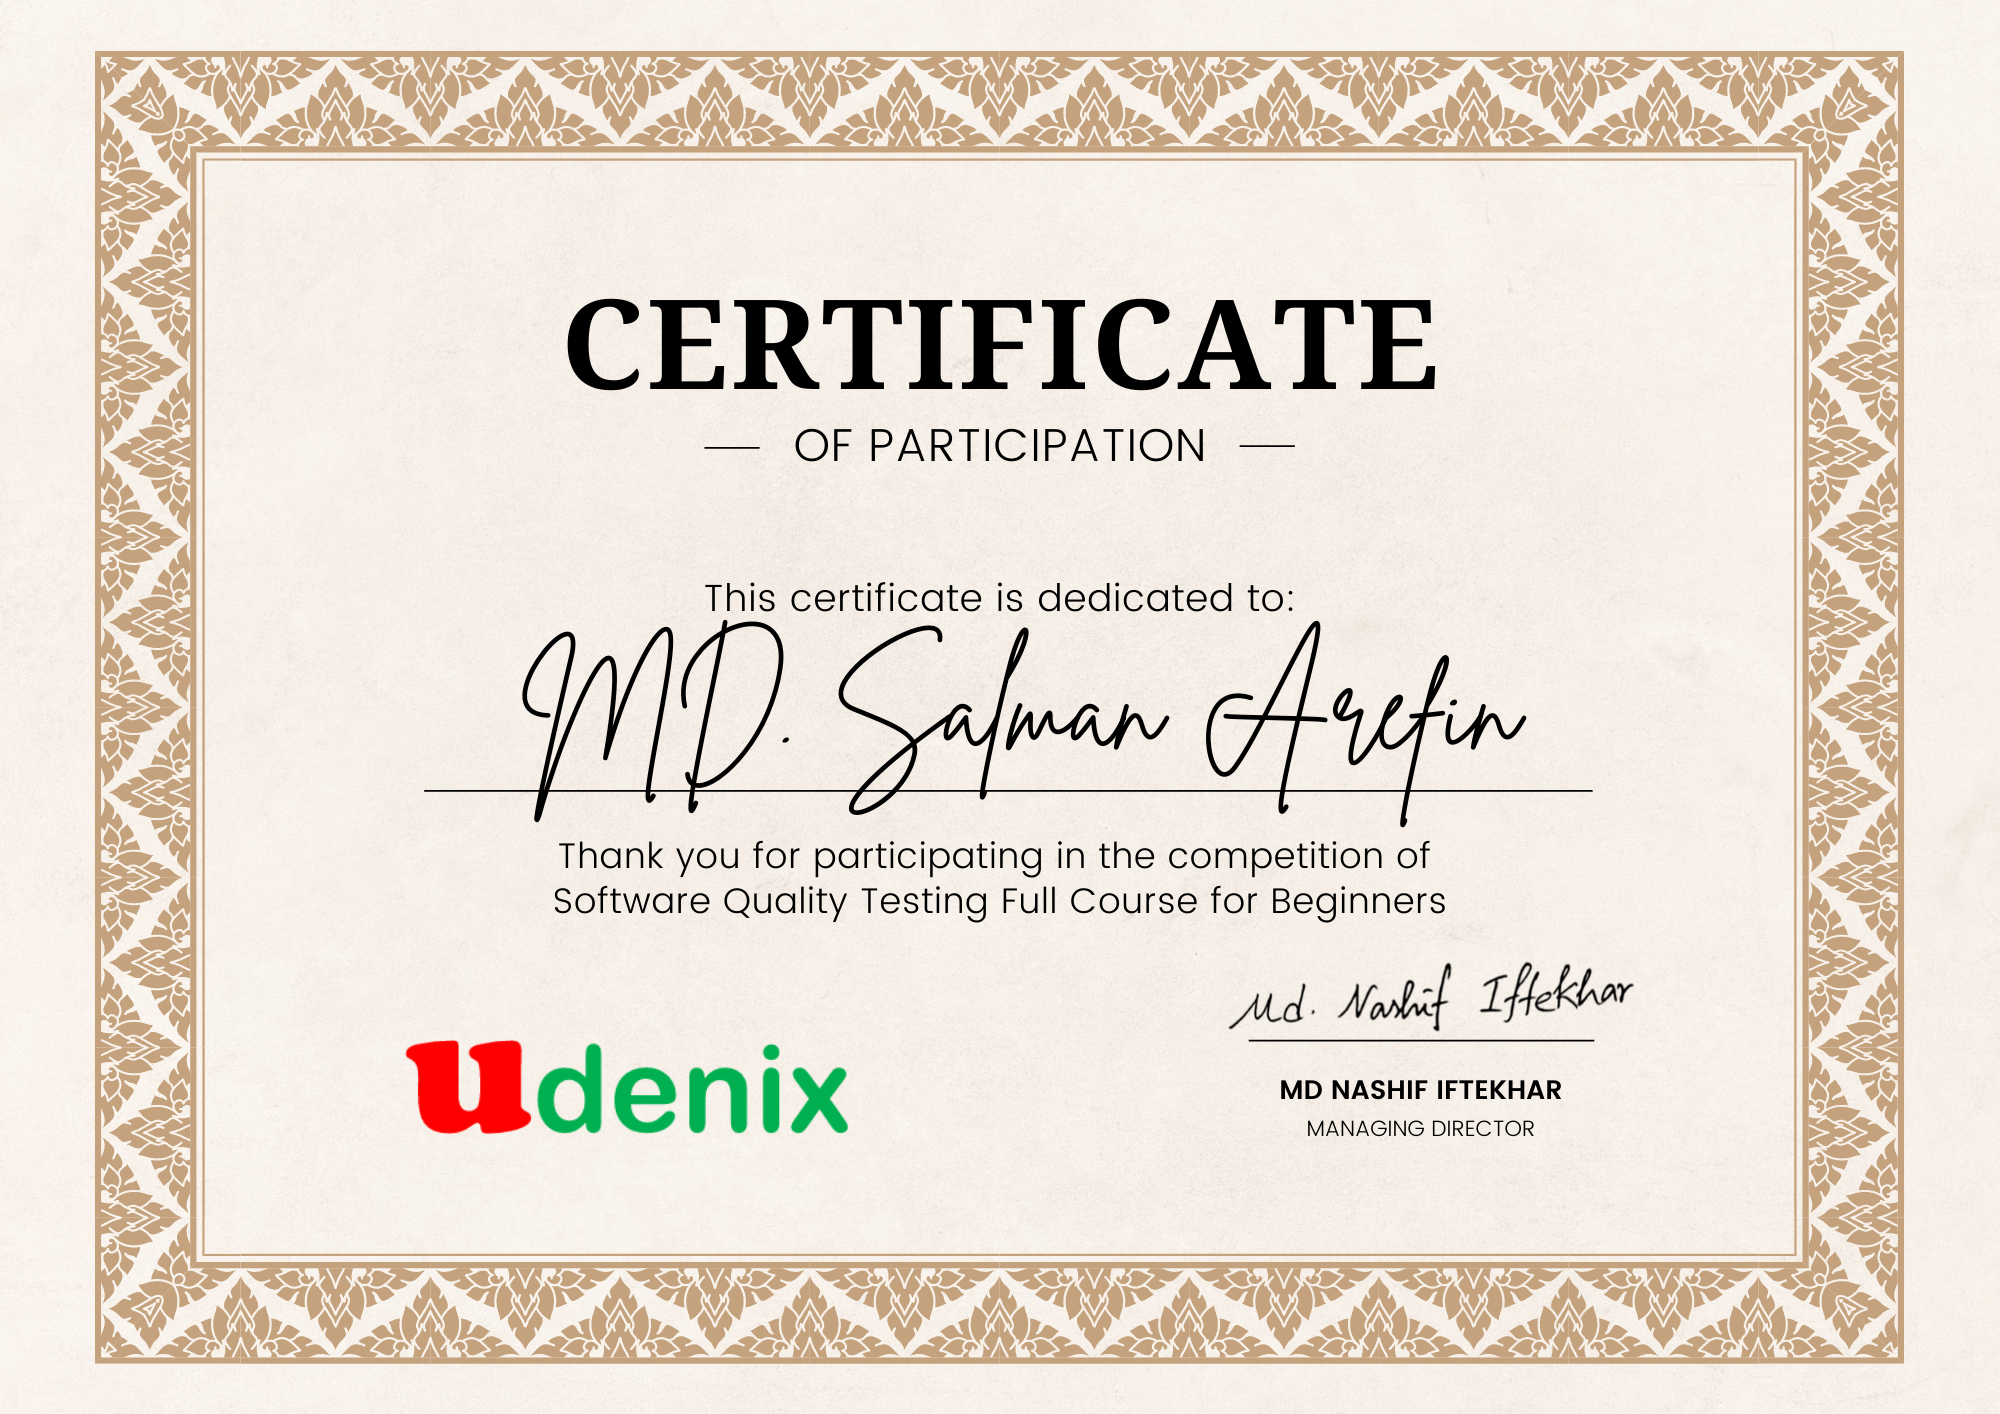 CERTIFICATE
OF PARTICIPATION
This certificate is dedicated to:
MD. Salman Arefin
Thank you for participating in the competition of
Software Quality Testing Full Course for Beginners
Md. Nashif Iftekhar
udenix
MD NASHIF IFTEKHAR
MANAGING DIRECTOR